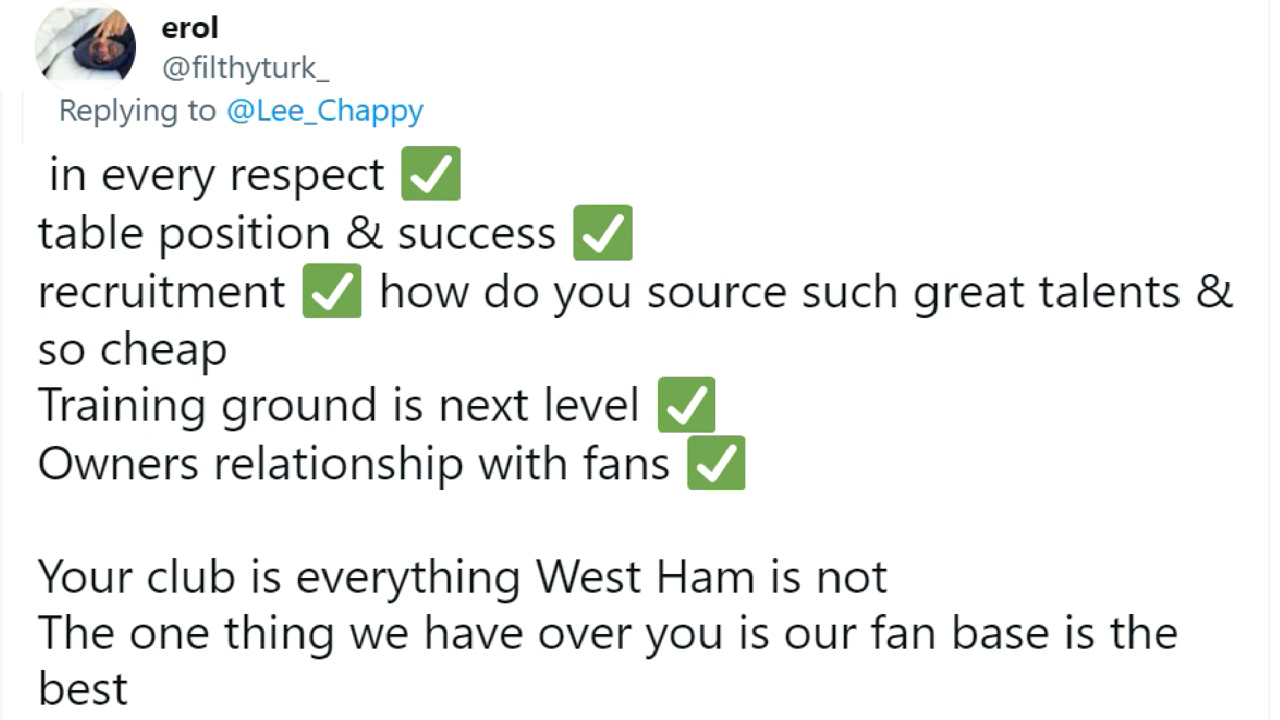 erol
@filthyturk_
Replying to @Lee_Chappy
in every respect ✅
table position & success ✅
recruitment ✅ how do you source such great talents &
so cheap
Training ground is next level ✅
Owners relationship with fans ✅
Your club is everything West Ham is not
The one thing we have over you is our fan base is the
best